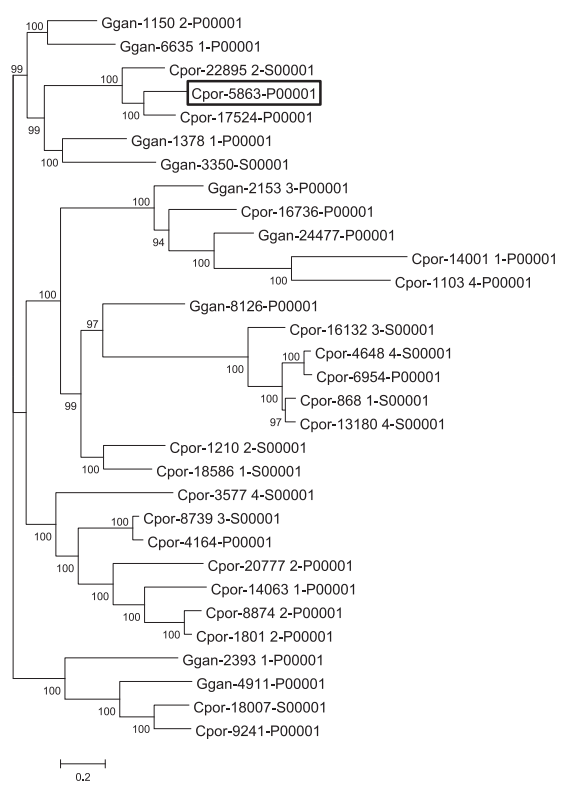 Ggan-1150 2-P00001
100
Ggan-6635 1-P00001
99
Cpor-22895 2-S00001
100
Cpor-5863-P00001
100
Cpor-17524-P00001
99
Ggan-1378 1-P00001
100
Ggan-3350-S00001
Ggan-2153 3-P00001
100
Cpor-16736-P00001
94
Ggan-24477-P00001
100
Cpor-14001 1-P00001
100
Cpor-1103 4-P00001
100
Ggan-8126-P00001
97
Cpor-16132 3-S00001
100
Cpor-4648 4-S00001
100
Cpor-6954-P00001
100
Cpor-868 1-S00001
97
Cpor-13180 4-S00001
99
Cpor-1210 2-S00001
100
Cpor-18586 1-S00001
Cpor-3577 4-S00001
100
Cpor-8739 3-S00001
100
Cpor-4164-P00001
100
Cpor-20777 2-P00001
100
Cpor-14063 1-P00001
100
Cpor-8874 2-P00001
100
Cpor-1801 2-P00001
Ggan-2393 1-P00001
100
Ggan-4911-P00001
100
Cpor-18007-S00001
100
Cpor-9241-P00001
0.2